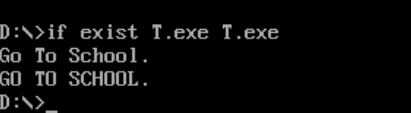 D:\>if exist T.exe T.exe
Go To School.
GO TO SCHOOL.
D:\>_